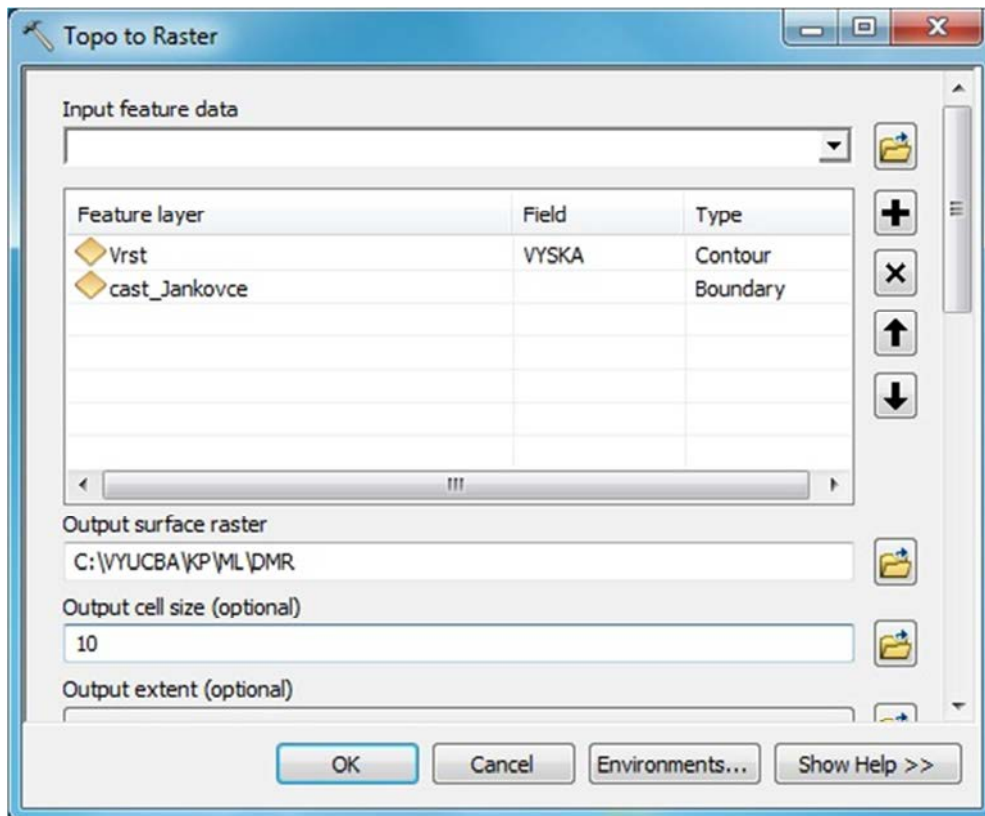 Topo to Raster
Input feature data
Feature layer Field Type
Vrst VYSKA Contour
cast_Jankovce Boundary
Output surface raster
C:\VYUCBA\KP\ML\DMR
Output cell size (optional)
10
Output extent (optional)
OK Cancel Environments... Show Help >>